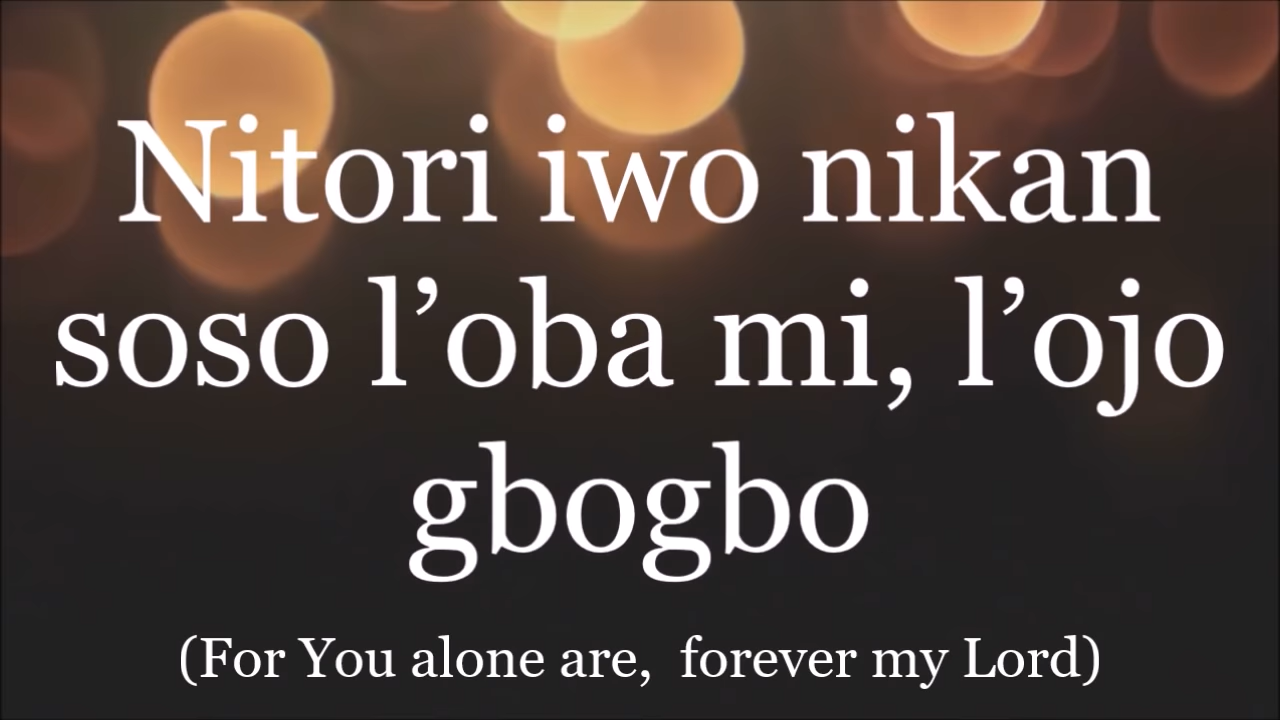 Nitori iwo nikan
soso l’oba mi, l’ojo
gbogbo
(For You alone are,  forever my Lord)